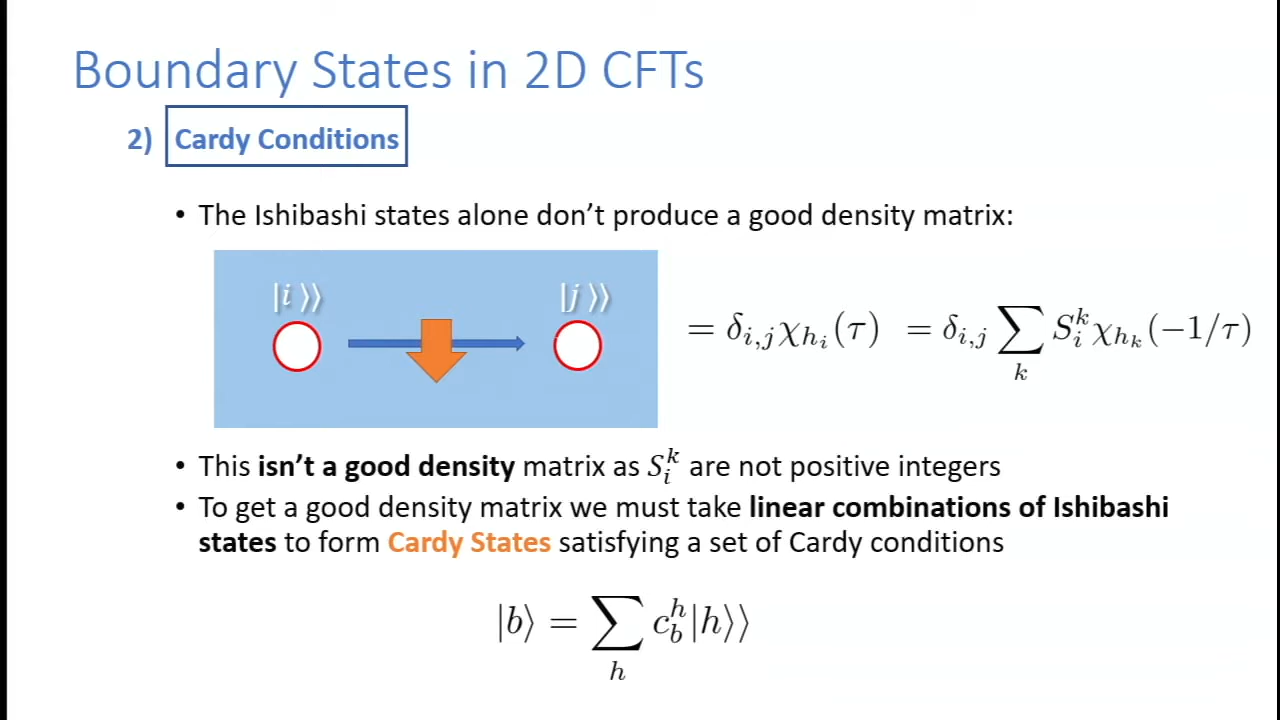 Boundary States in 2D CFTs
2) Cardy Conditions
• The Ishibashi states alone don't produce a good density matrix:
|i ⟩⟩ |j ⟩⟩
= δ_{i,j} χ_{h_i}(τ) = δ_{i,j} ∑_k S_i^k χ_{h_k}(−1/τ)
• This isn't a good density matrix as S_i^k are not positive integers
• To get a good density matrix we must take linear combinations of Ishibashi
states to form Cardy States satisfying a set of Cardy conditions
|b⟩ = ∑_h c_b^h |h⟩⟩